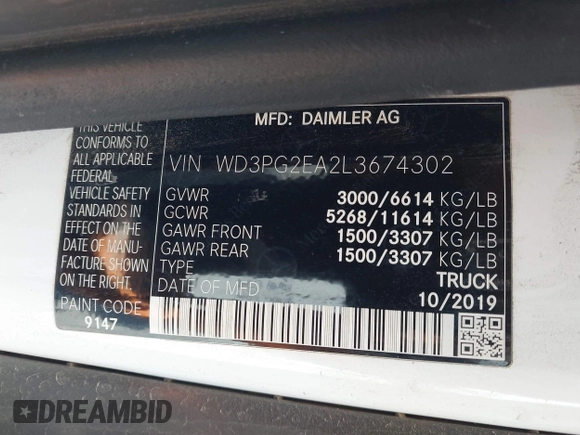 MFD: DAIMLER AG
THIS VEHICLE
CONFORMS TO
ALL APPLICABLE
FEDERAL
VEHICLE SAFETY
STANDARDS IN
EFFECT ON THE
DATE OF MANU-
FACTURE SHOWN
ON THE RIGHT.
PAINT CODE
9147
VIN WD3PG2EA2L3674302
GVWR 3000/6614 KG/LB
GCWR 5268/11614 KG/LB
GAWR FRONT 1500/3307 KG/LB
GAWR REAR 1500/3307 KG/LB
TYPE TRUCK
DATE OF MFD 10/2019
DREAMBID